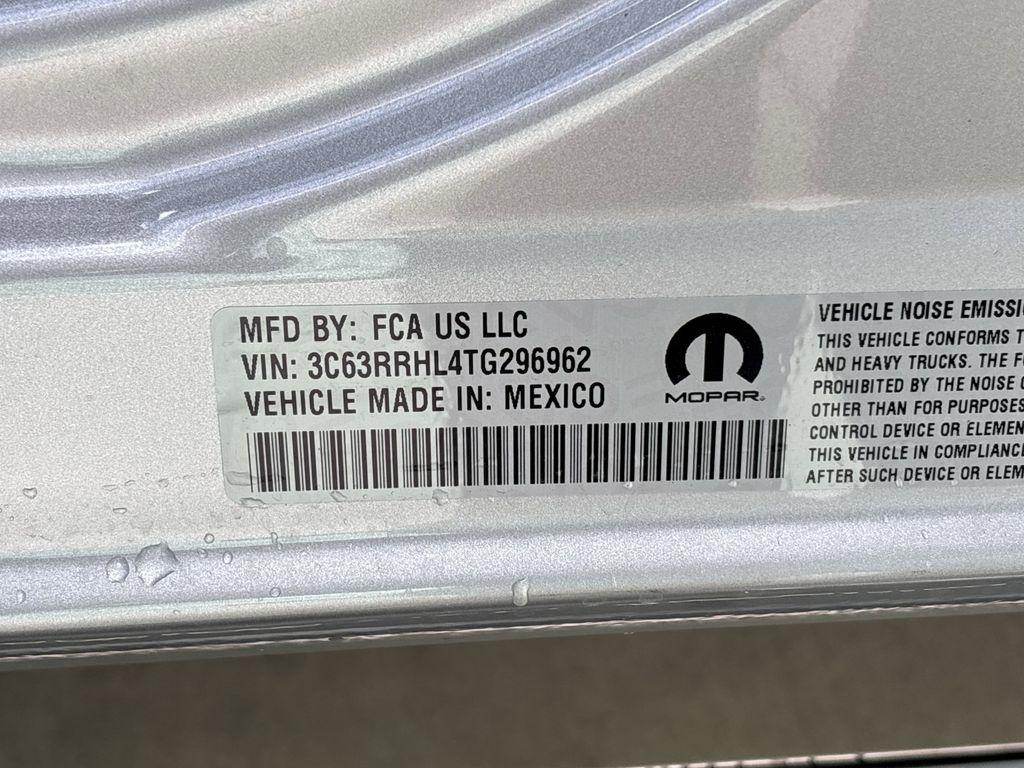 MFD BY: FCA US LLC
VIN: 3C63RRHL4TG296962
VEHICLE MADE IN: MEXICO
MOPAR®
VEHICLE NOISE EMISSIO
THIS VEHICLE CONFORMS T
AND HEAVY TRUCKS. THE F
PROHIBITED BY THE NOISE C
OTHER THAN FOR PURPOSES
CONTROL DEVICE OR ELEMEN
THIS VEHICLE IN COMPLIANCE
AFTER SUCH DEVICE OR ELEM